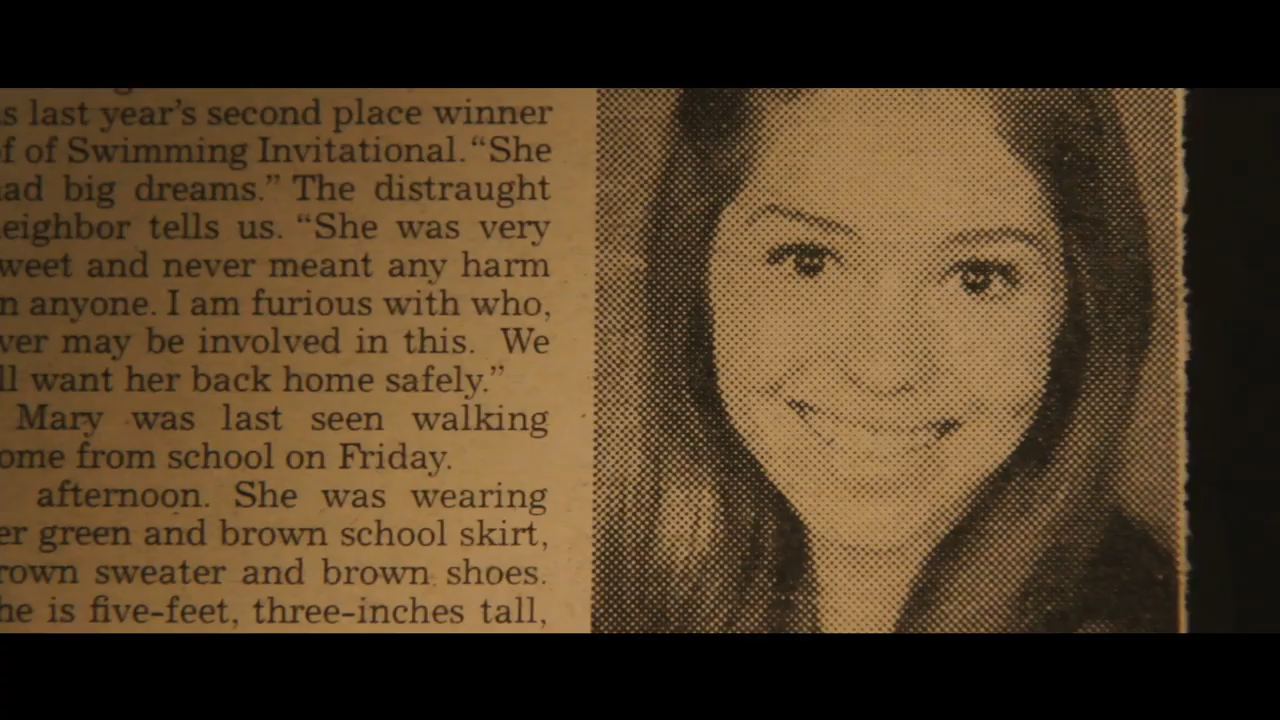 s last year's second place winner
f of Swimming Invitational. “She
ad big dreams.” The distraught
eighbor tells us. “She was very
weet and never meant any harm
n anyone. I am furious with who,
ver may be involved in this. We
ll want her back home safely.”
Mary was last seen walking
ome from school on Friday.
afternoon. She was wearing
er green and brown school skirt,
rown sweater and brown shoes.
he is five-feet, three-inches tall,